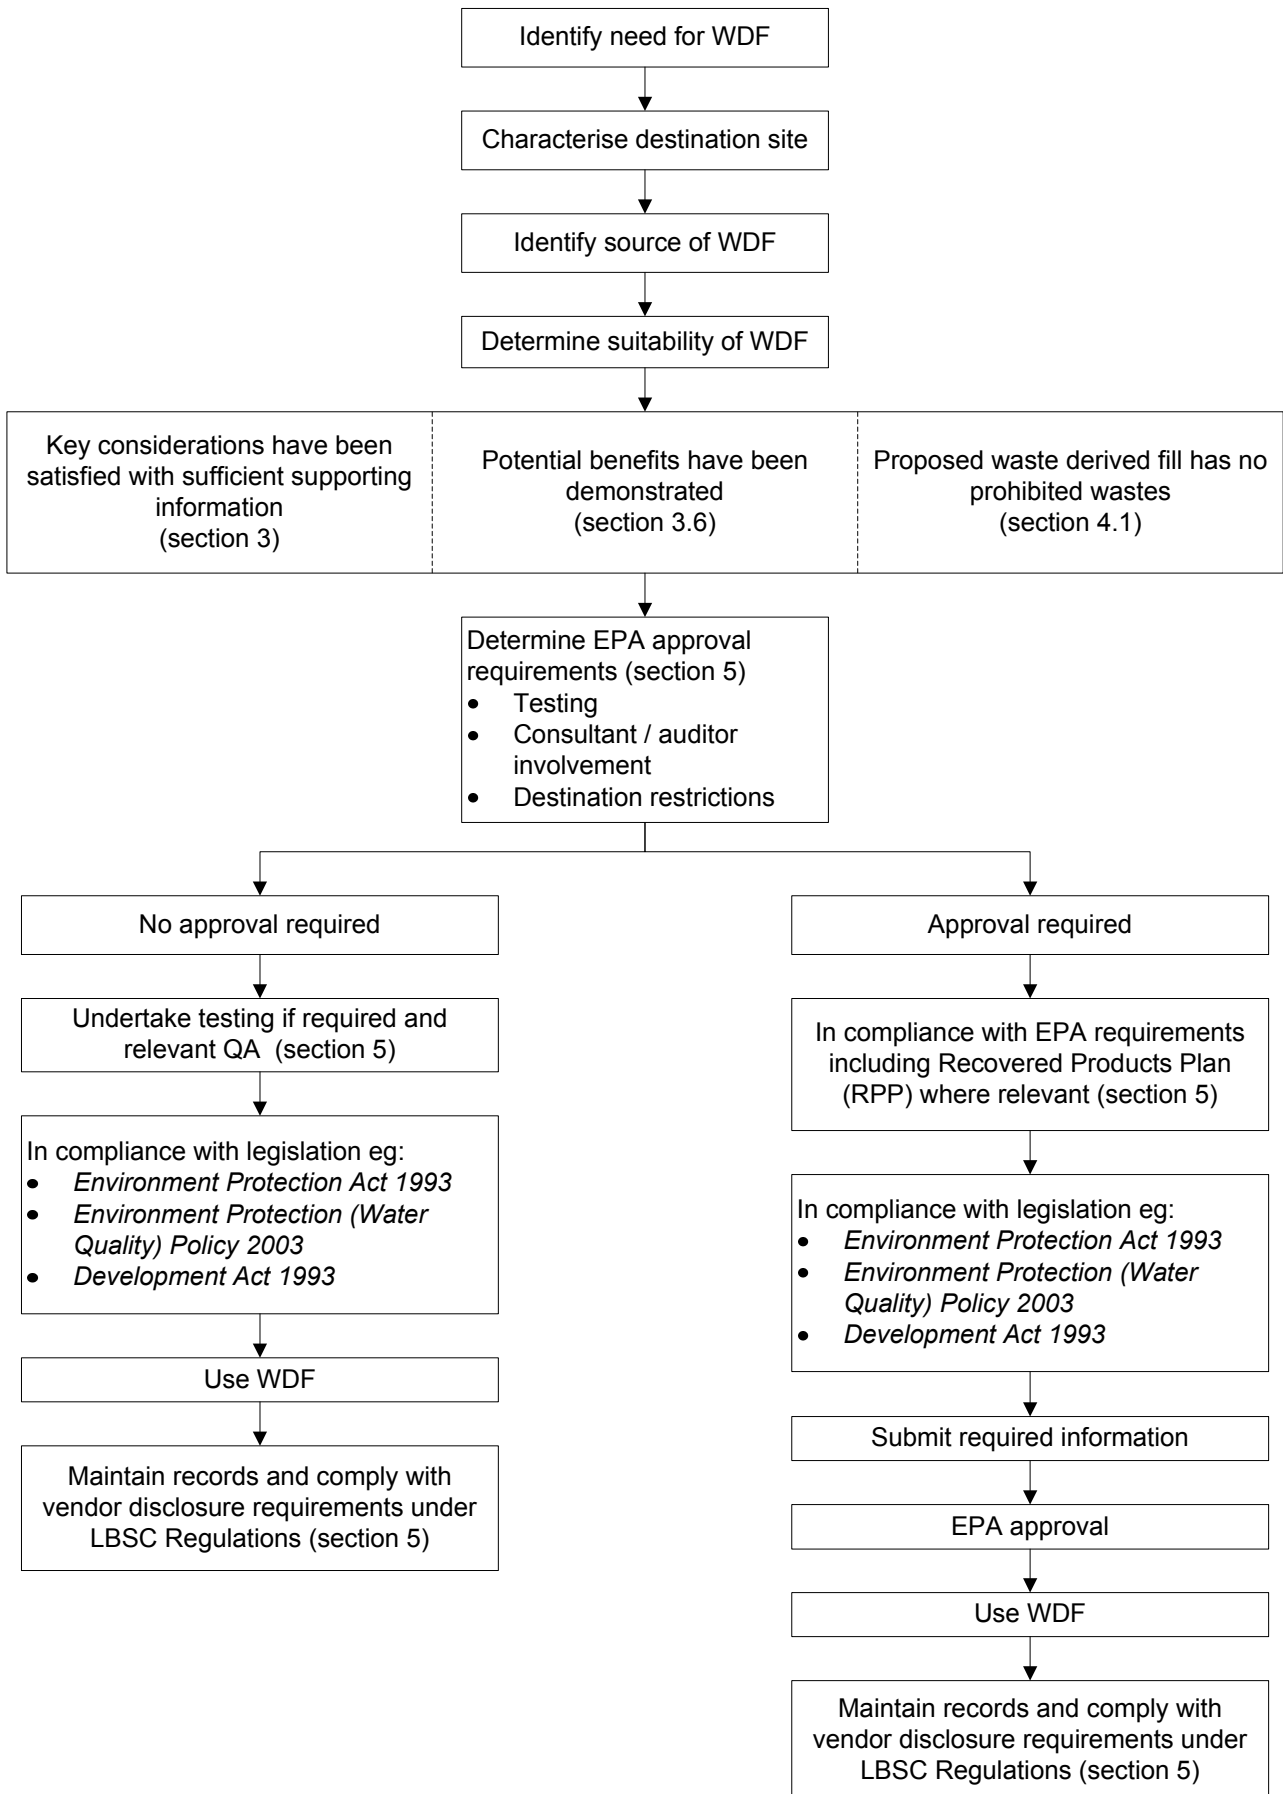 Identify need for WDF
Characterise destination site
Identify source of WDF
Determine suitability of WDF
Key considerations have been
satisfied with sufficient supporting
information
(section 3)
Potential benefits have been
demonstrated
(section 3.6)
Proposed waste derived fill has no
prohibited wastes
(section 4.1)
Determine EPA approval
requirements (section 5)
• Testing
• Consultant / auditor
involvement
• Destination restrictions
No approval required
Undertake testing if required and
relevant QA (section 5)
In compliance with legislation eg:
• Environment Protection Act 1993
• Environment Protection (Water
Quality) Policy 2003
• Development Act 1993
Use WDF
Maintain records and comply with
vendor disclosure requirements under
LBSC Regulations (section 5)
Approval required
In compliance with EPA requirements
including Recovered Products Plan
(RPP) where relevant (section 5)
In compliance with legislation eg:
• Environment Protection Act 1993
• Environment Protection (Water
Quality) Policy 2003
• Development Act 1993
Submit required information
EPA approval
Use WDF
Maintain records and comply with
vendor disclosure requirements under
LBSC Regulations (section 5)